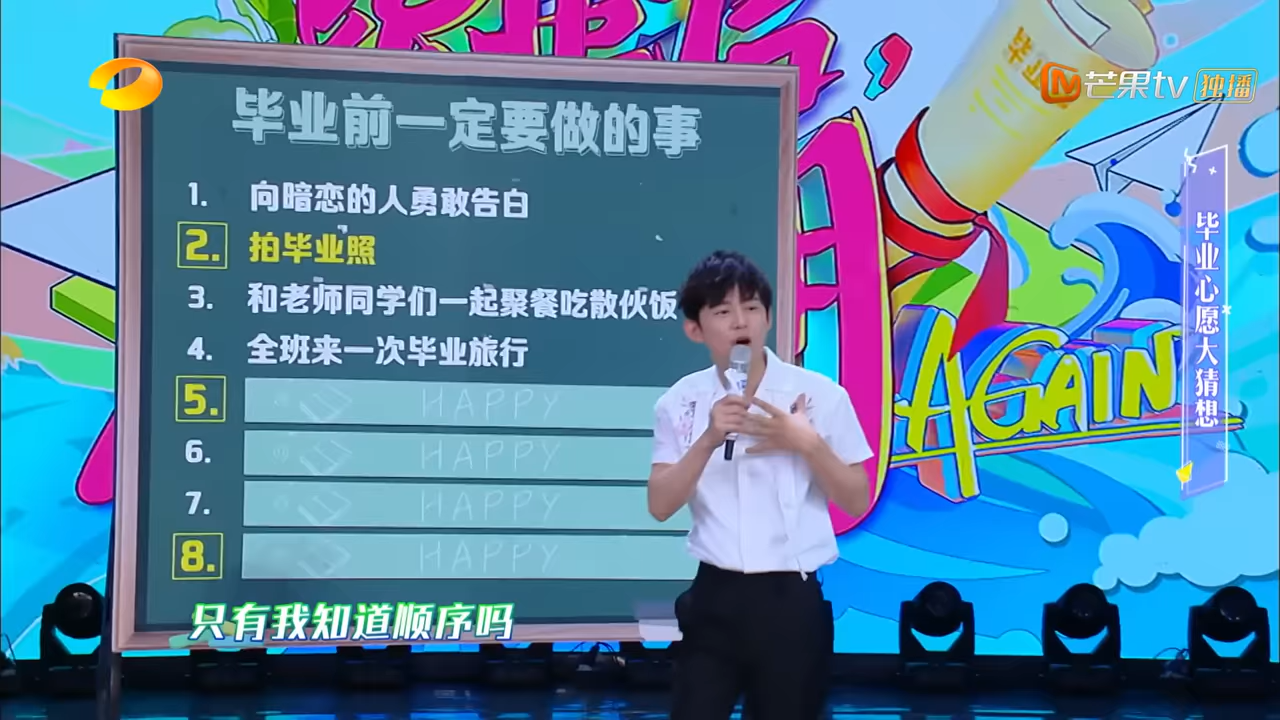 芒果tv 独播
毕业前一定要做的事
1. 向暗恋的人勇敢告白
2. 拍毕业照
3. 和老师同学们一起聚餐吃散伙饭
4. 全班来一次毕业旅行
5. HAPPY
6. HAPPY
7. HAPPY
8. HAPPY
只有我知道顺序吗
毕业
AGAIN
毕业心愿大猜想